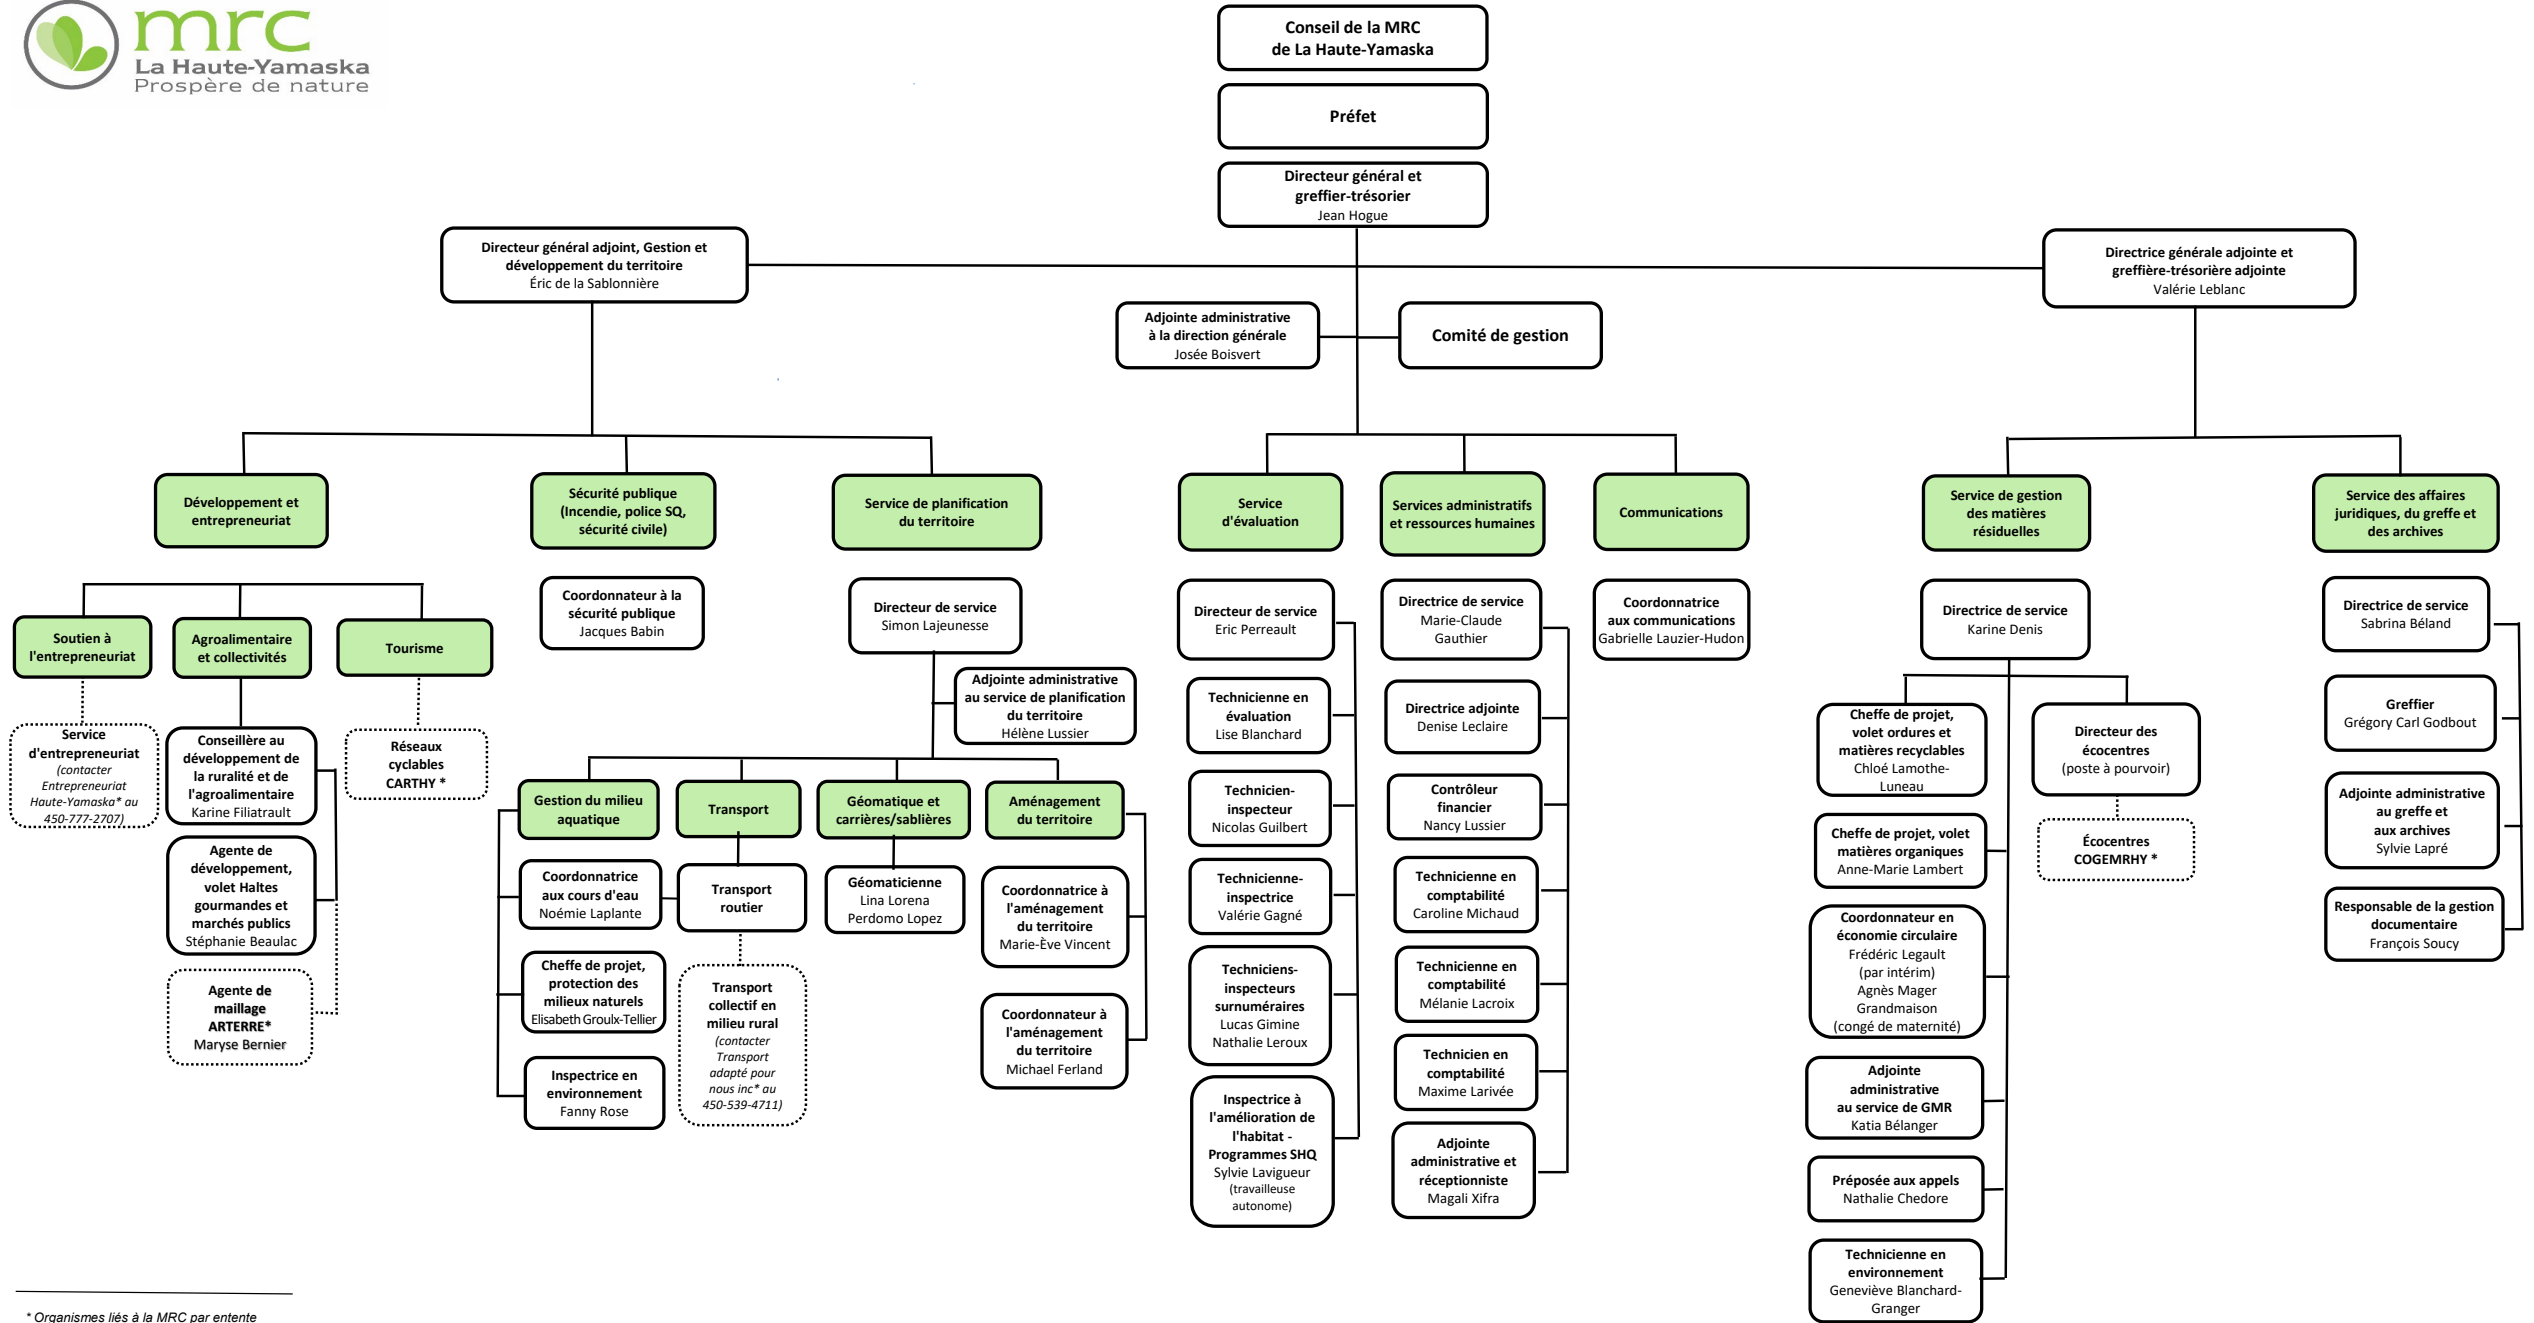 mrc
La Haute-Yamaska
Prospère de nature
Conseil de la MRC
de La Haute-Yamaska
Préfet
Directeur général et
greffier-trésorier
Jean Hogue
Directeur général adjoint, Gestion et
développement du territoire
Éric de la Sablonnière
Directrice générale adjointe et
greffière-trésorière adjointe
Valérie Leblanc
Adjointe administrative
à la direction générale
Josée Boisvert
Comité de gestion
Développement et
entrepreneuriat
Sécurité publique
(Incendie, police SQ,
sécurité civile)
Service de planification
du territoire
Service
d'évaluation
Services administratifs
et ressources humaines
Communications
Service de gestion
des matières
résiduelles
Service des affaires
juridiques, du greffe et
des archives
Soutien à
l'entrepreneuriat
Agroalimentaire
et collectivités
Tourisme
Service
d'entrepreneuriat
(contacter
Entrepreneuriat
Haute-Yamaska* au
450-777-2707)
Conseillère au
développement de
la ruralité et de
l'agroalimentaire
Karine Filiatrault
Agente de
développement,
volet Haltes
gourmandes et
marchés publics
Stéphanie Beaulac
Agente de
maillage
ARTERRE*
Maryse Bernier
Réseaux
cyclables
CARTHY *
Coordonnateur à la
sécurité publique
Jacques Babin
Directeur de service
Simon Lajeunesse
Adjointe administrative
au service de planification
du territoire
Hélène Lussier
Gestion du milieu
aquatique
Transport
Géomatique et
carrières/sablières
Aménagement
du territoire
Coordonnatrice
aux cours d'eau
Noémie Laplante
Cheffe de projet,
protection des
milieux naturels
Elisabeth Groulx-Tellier
Inspectrice en
environnement
Fanny Rose
Transport
routier
Transport
collectif en
milieu rural
(contacter
Transport
adapté pour
nous inc* au
450-539-4711)
Géomaticienne
Lina Lorena
Perdomo Lopez
Coordonnatrice à
l'aménagement
du territoire
Marie-Ève Vincent
Coordonnateur à
l'aménagement
du territoire
Michael Ferland
Directeur de service
Eric Perreault
Technicienne en
évaluation
Lise Blanchard
Technicien-
inspecteur
Nicolas Guilbert
Technicienne-
inspectrice
Valérie Gagné
Techniciens-
inspecteurs
surnuméraires
Lucas Gimine
Nathalie Leroux
Inspectrice à
l'amélioration de
l'habitat -
Programmes SHQ
Sylvie Lavigueur
(travailleuse
autonome)
Directrice de service
Marie-Claude
Gauthier
Directrice adjointe
Denise Leclaire
Contrôleur
financier
Nancy Lussier
Technicienne en
comptabilité
Caroline Michaud
Technicienne en
comptabilité
Mélanie Lacroix
Technicien en
comptabilité
Maxime Larivée
Adjointe
administrative et
réceptionniste
Magali Xifra
Coordonnatrice
aux communications
Gabrielle Lauzier-Hudon
Directrice de service
Karine Denis
Cheffe de projet,
volet ordures et
matières recyclables
Chloé Lamothe-
Luneau
Cheffe de projet, volet
matières organiques
Anne-Marie Lambert
Coordonnateur en
économie circulaire
Frédéric Legault
(par intérim)
Agnès Mager
Grandmaison
(congé de maternité)
Adjointe
administrative
au service de GMR
Katia Bélanger
Préposée aux appels
Nathalie Chedore
Technicienne en
environnement
Geneviève Blanchard-
Granger
Directeur des
écocentres
(poste à pourvoir)
Écocentres
COGEMRHY *
Directrice de service
Sabrina Béland
Greffier
Grégory Carl Godbout
Adjointe administrative
au greffe et
aux archives
Sylvie Lapré
Responsable de la gestion
documentaire
François Soucy
* Organismes liés à la MRC par entente